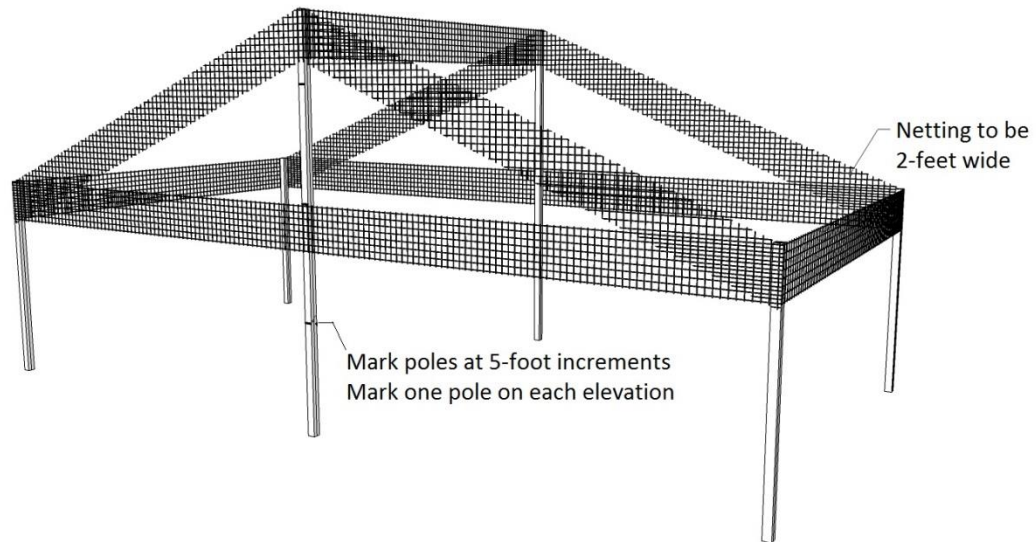 Netting to be
2-feet wide
Mark poles at 5-foot increments
Mark one pole on each elevation